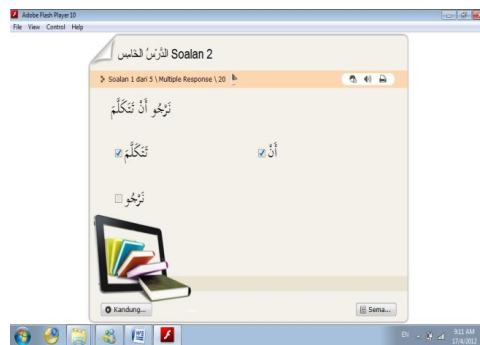 Adobe Flash Player 10
File View Control Help
Soalan 2 الدَّرْسُ الخَامِس
Soalan 1 dari 5 \ Multiple Response \ 20
نَرْجُو أَنْ نَتَكَلَّمَ
نَتَكَلَّمَ أَنْ
نَرْجُو
Kandung... Sema...
EN 9:11 AM
17/4/2012